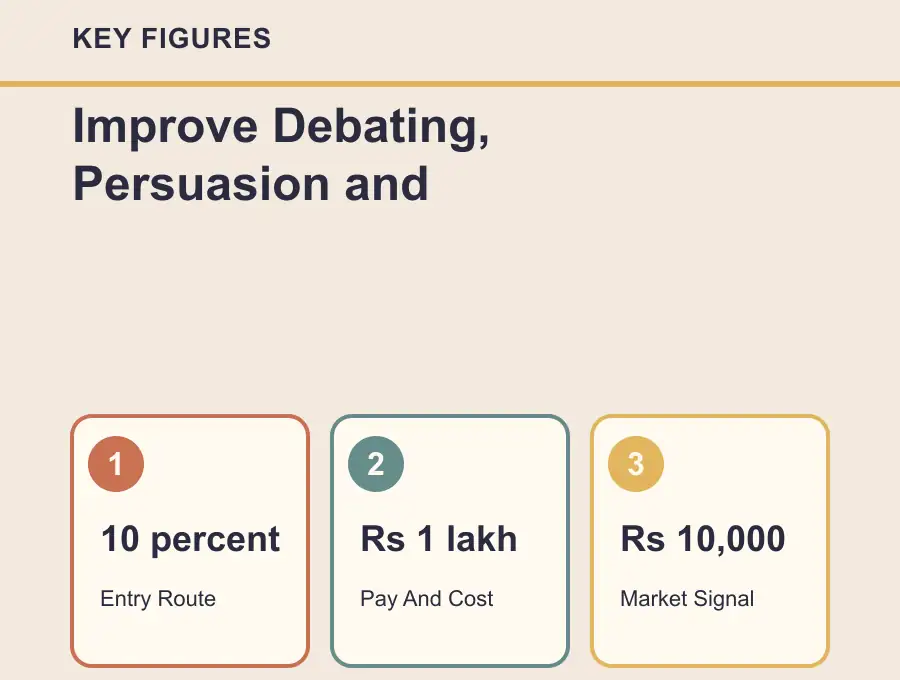 KEY FIGURES
Improve Debating,
Persuasion and
1
10 percent
Entry Route
2
Rs 1 lakh
Pay And Cost
3
Rs 10,000
Market Signal